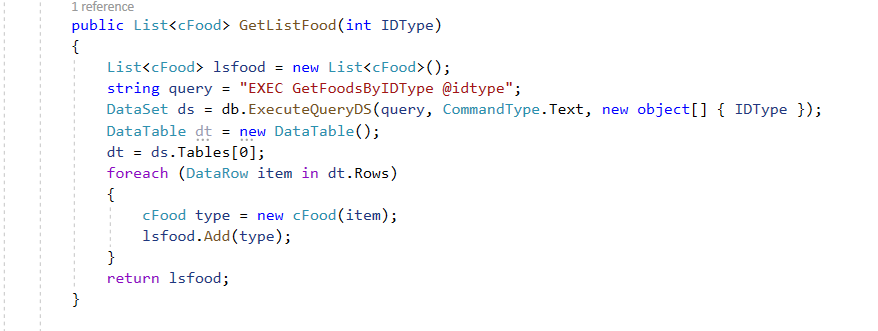 1 reference
public List<cFood> GetListFood(int IDType)
{
List<cFood> lsfood = new List<cFood>();
string query = "EXEC GetFoodsByIDType @idtype";
DataSet ds = db.ExecuteQueryDS(query, CommandType.Text, new object[] { IDType });
DataTable dt = new DataTable();
dt = ds.Tables[0];
foreach (DataRow item in dt.Rows)
{
cFood type = new cFood(item);
lsfood.Add(type);
}
return lsfood;
}